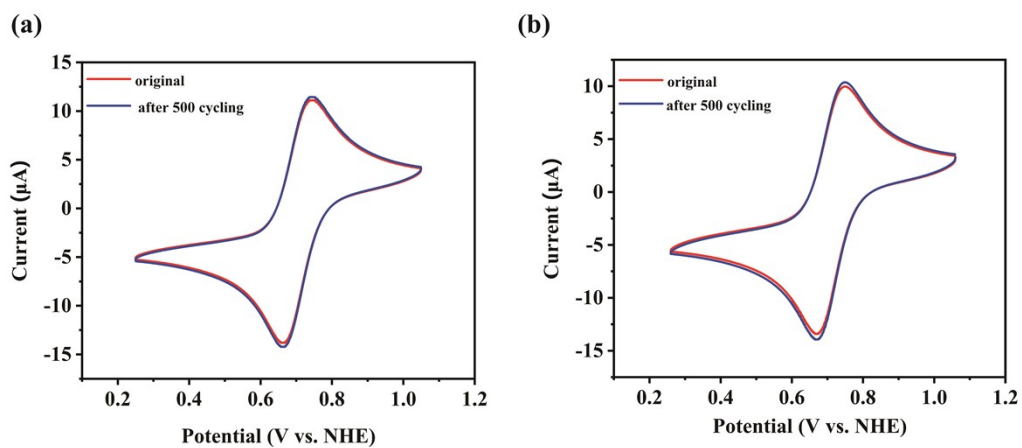 (a)
15
10
5
0
-5
-10
-15
Current (μA)
original
after 500 cycling
0.2 0.4 0.6 0.8 1.0 1.2
Potential (V vs. NHE)
(b)
10
5
0
-5
-10
-15
Current (μA)
original
after 500 cycling
0.2 0.4 0.6 0.8 1.0 1.2
Potential (V vs. NHE)